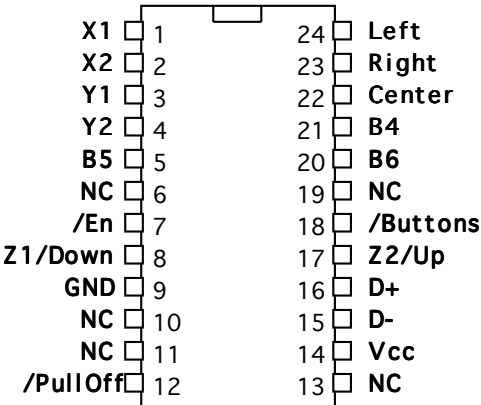 X1 1 24 Left
X2 2 23 Right
Y1 3 22 Center
Y2 4 21 B4
B5 5 20 B6
NC 6 19 NC
/En 7 18 /Buttons
Z1/Down 8 17 Z2/Up
GND 9 16 D+
NC 10 15 D-
NC 11 14 Vcc
/PullOff 12 13 NC